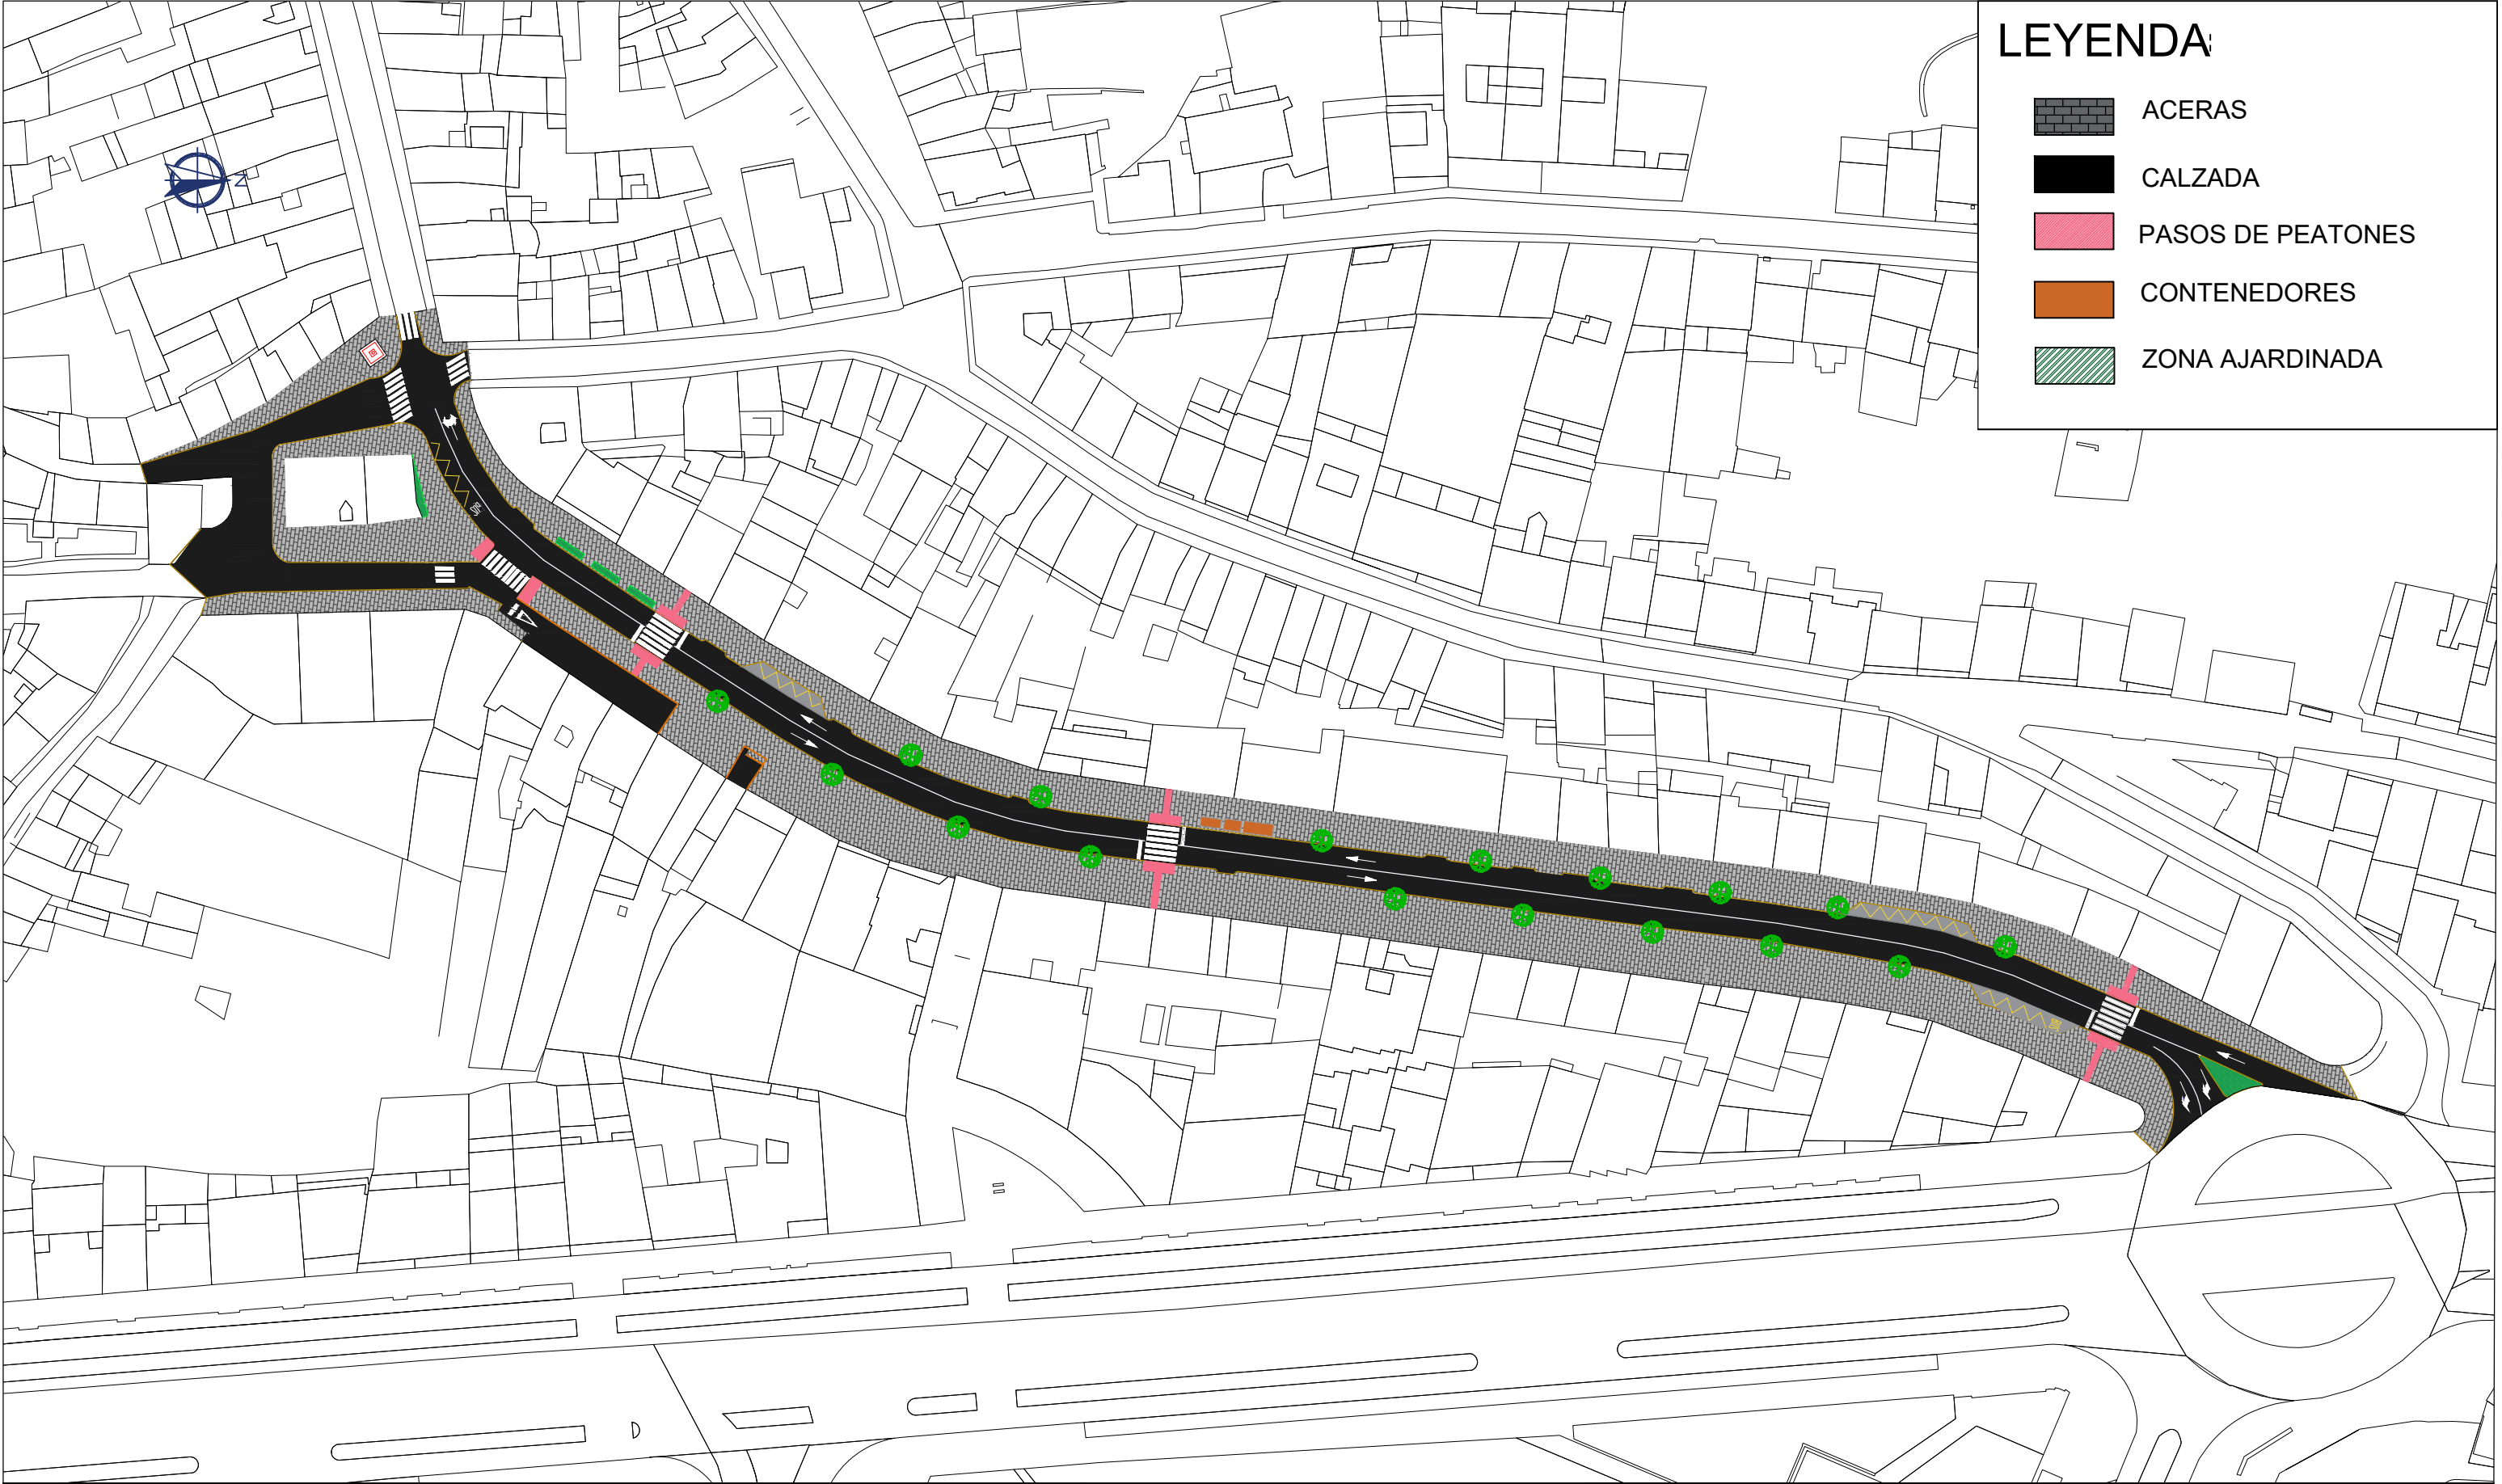 LEYENDA
ACERAS
CALZADA
PASOS DE PEATONES
CONTENEDORES
ZONA AJARDINADA
N